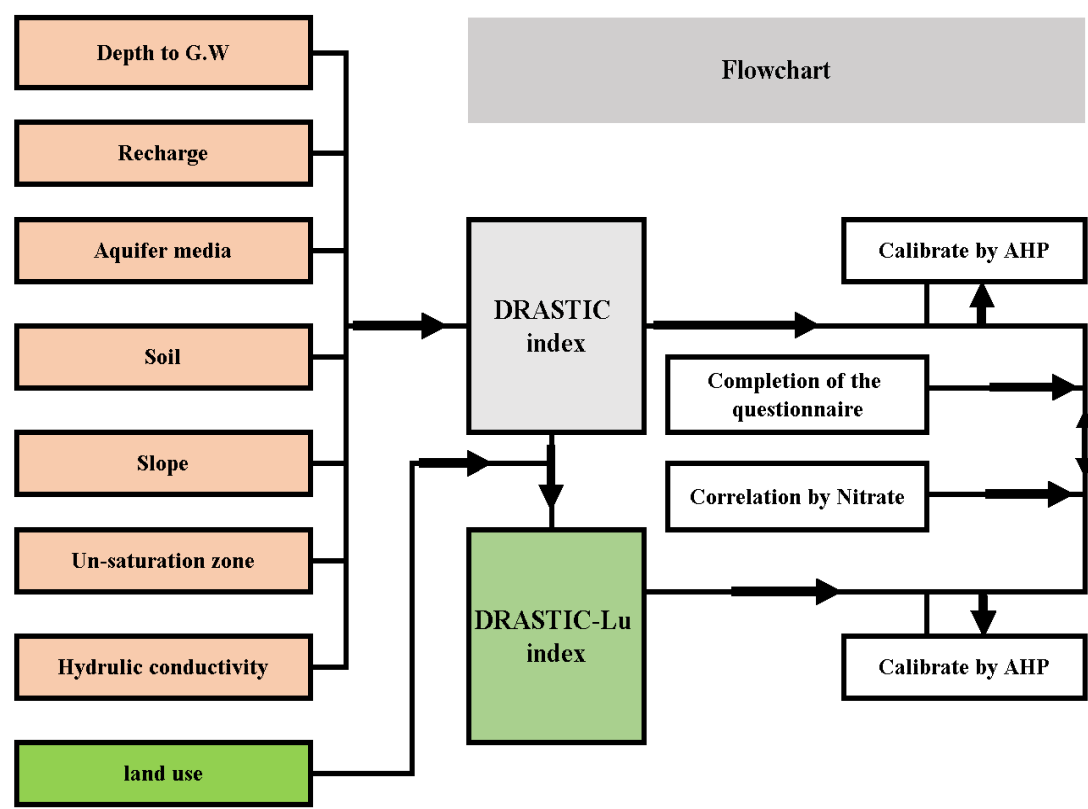 Depth to G.W
Flowchart
Recharge
Aquifer media
Calibrate by AHP
DRASTIC
index
Soil
Completion of the
questionnaire
Slope
Correlation by Nitrate
Un-saturation zone
DRASTIC-Lu
index
Hydrulic conductivity
Calibrate by AHP
land use